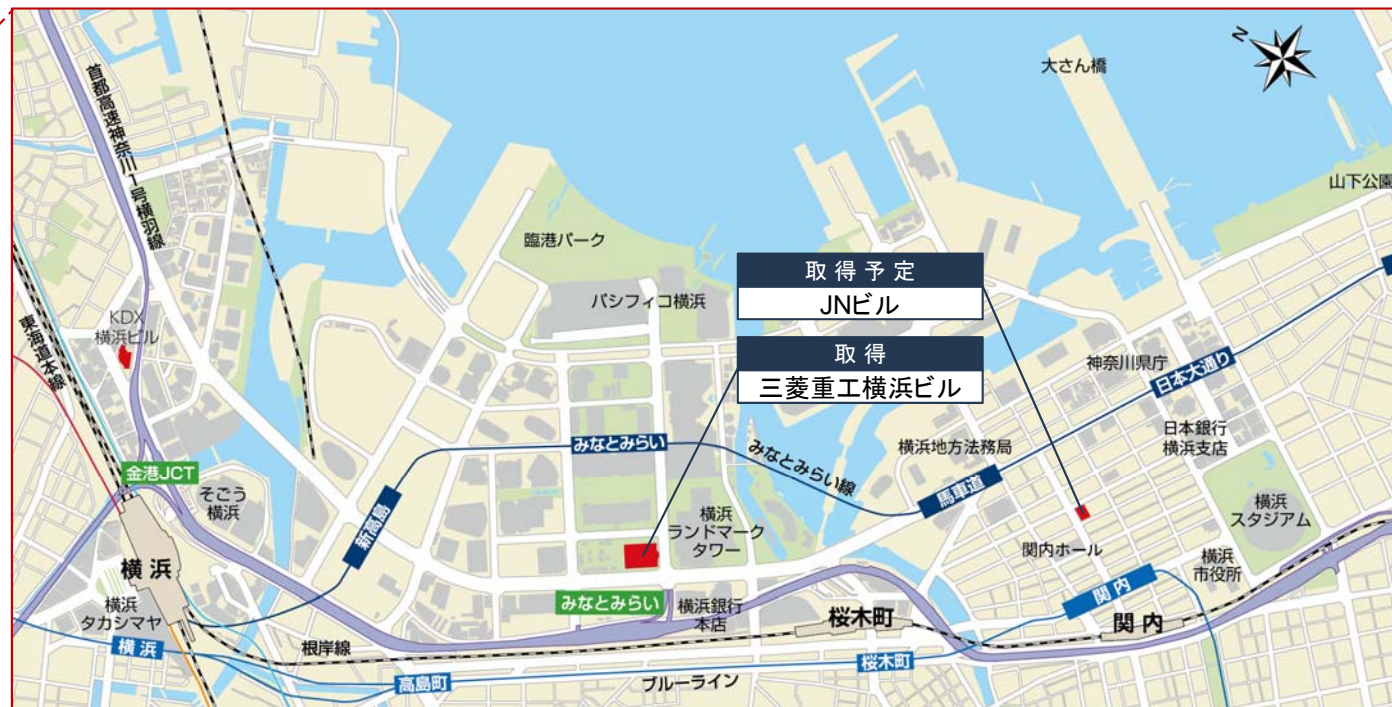 N
大さん橋
山下公園
首都高速神奈川1号横羽線
臨港パーク
パシフィコ横浜
取得予定
JNビル
取得
三菱重工横浜ビル
KDX
横浜ビル
東海道本線
神奈川県庁
日本大通り
日本銀行
横浜支店
横浜地方法務局
馬車道
みなとみらい
みなとみらい線
金港JCT
そごう
横浜
新高島
横浜
ランドマーク
タワー
横浜
スタジアム
関内ホール
横浜
市役所
横浜
横浜
タカシマヤ
みなとみらい
横浜銀行
本店
桜木町
関内
関内
根岸線
横浜
高島町
ブルーライン
桜木町